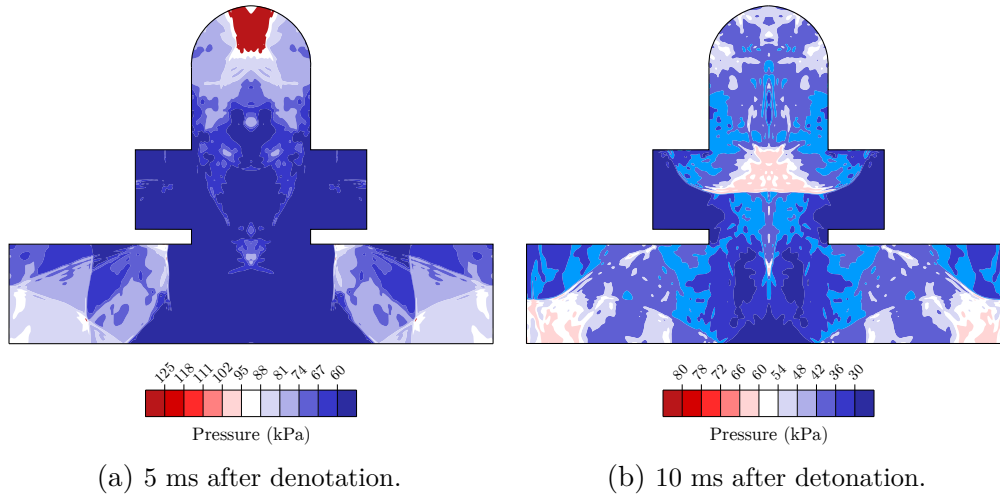 125 118 111 102 95 88 81 74 67 60
Pressure (kPa)
(a) 5 ms after denotation.
80 78 72 66 60 54 48 42 36 30
Pressure (kPa)
(b) 10 ms after detonation.